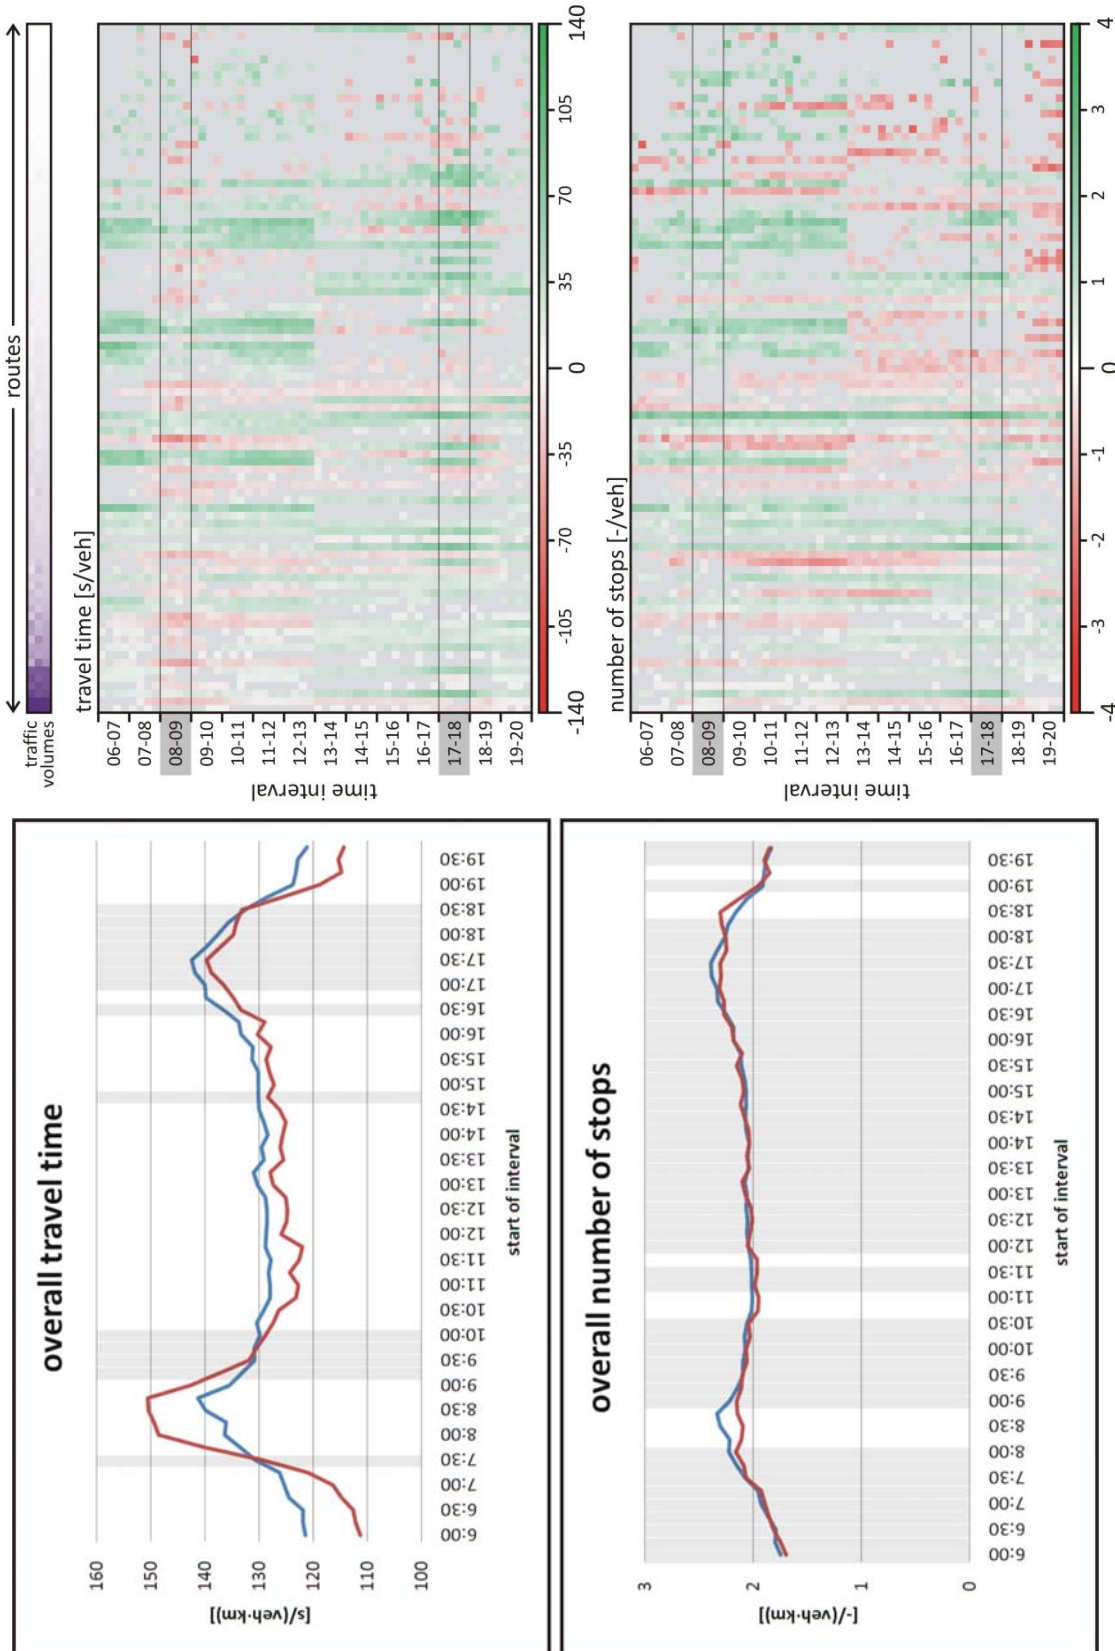 overall travel time
160
150
140
130
120
110
100
[s/(veh·km)]
6:00 6:30 7:00 7:30 8:00 8:30 9:00 9:30 10:00 10:30 11:00 11:30 12:00 12:30 13:00 13:30 14:00 14:30 15:00 15:30 16:00 16:30 17:00 17:30 18:00 18:30 19:00 19:30
start of interval
overall number of stops
3
2
1
0
[-/(veh·km)]
6:00 6:30 7:00 7:30 8:00 8:30 9:00 9:30 10:00 10:30 11:00 11:30 12:00 12:30 13:00 13:30 14:00 14:30 15:00 15:30 16:00 16:30 17:00 17:30 18:00 18:30 19:00 19:30
start of interval
routes
traffic
volumes
travel time [s/veh]
06-07
07-08
08-09
09-10
10-11
11-12
12-13
13-14
14-15
15-16
16-17
17-18
18-19
19-20
time interval
-140 -105 -70 -35 0 35 70 105 140
number of stops [-/veh]
06-07
07-08
08-09
09-10
10-11
11-12
12-13
13-14
14-15
15-16
16-17
17-18
18-19
19-20
time interval
-4 -3 -2 -1 0 1 2 3 4